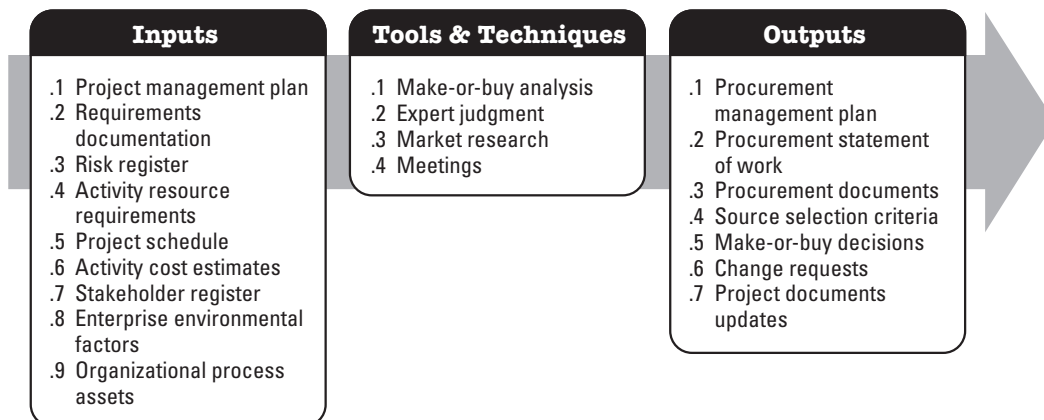 Inputs
.1 Project management plan
.2 Requirements
documentation
.3 Risk register
.4 Activity resource
requirements
.5 Project schedule
.6 Activity cost estimates
.7 Stakeholder register
.8 Enterprise environmental
factors
.9 Organizational process
assets
Tools & Techniques
.1 Make-or-buy analysis
.2 Expert judgment
.3 Market research
.4 Meetings
Outputs
.1 Procurement
management plan
.2 Procurement statement
of work
.3 Procurement documents
.4 Source selection criteria
.5 Make-or-buy decisions
.6 Change requests
.7 Project documents
updates